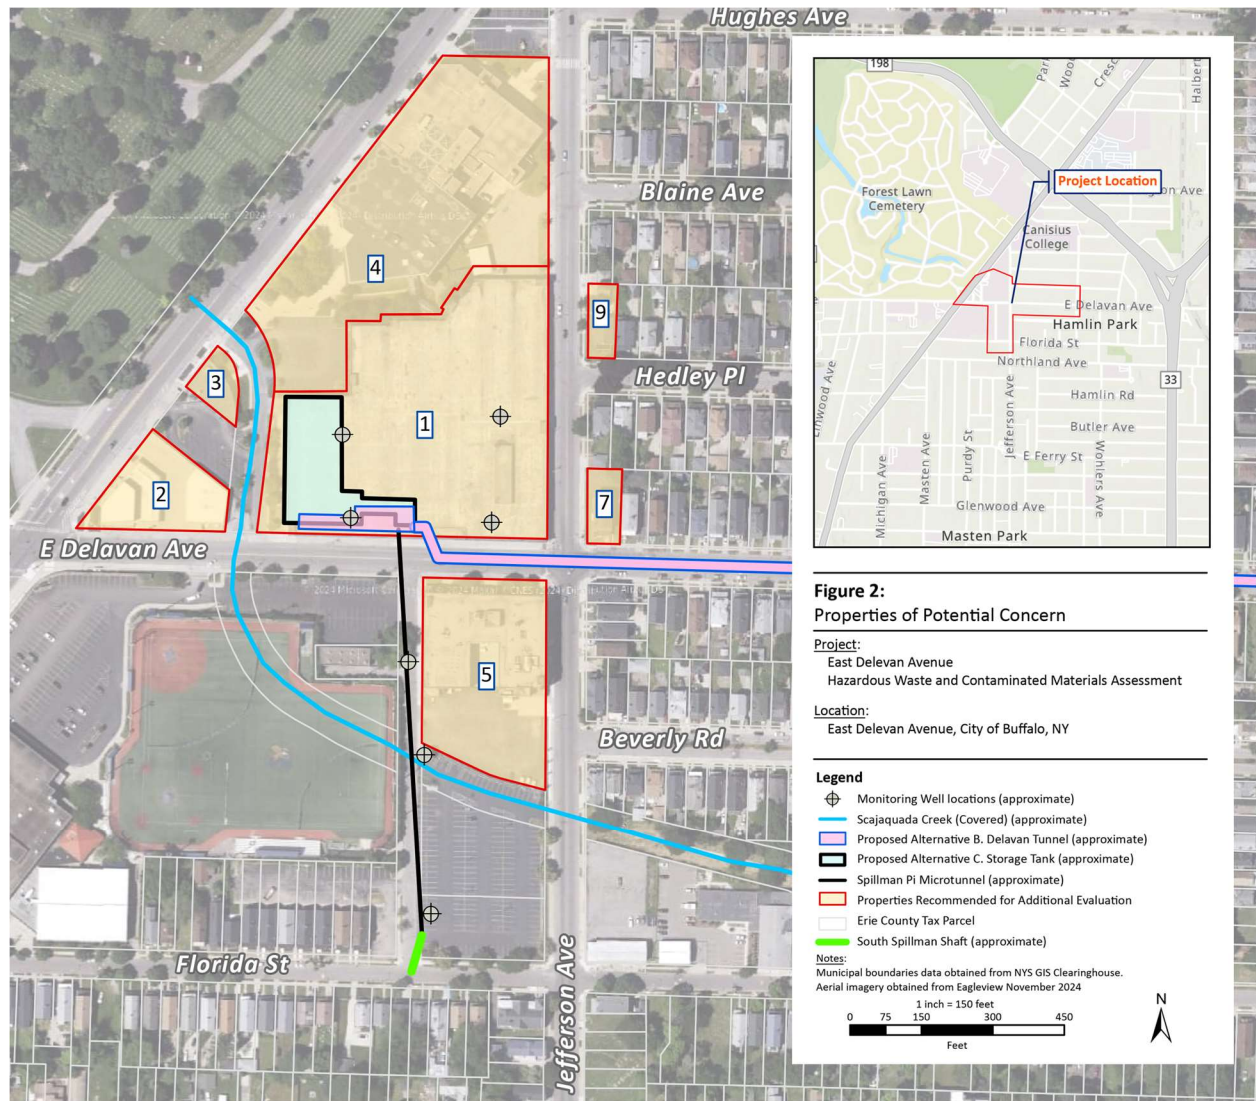 Hughes Ave
Blaine Ave
4
9
Hedley Pl
3
1
2
7
E Delavan Ave
5
Beverly Rd
Florida St
Jefferson Ave
198
Forest Lawn
Cemetery
Project Location
Canisius
College
E Delavan Ave
Hamlin Park
Florida St
Northland Ave
33
Hamlin Rd
Butler Ave
E Ferry St
Glenwood Ave
Masten Park
Michigan Ave
Masten Ave
Purdy St
Jefferson Ave
Wohlers Ave
Figure 2:
Properties of Potential Concern
Project:
East Delevan Avenue
Hazardous Waste and Contaminated Materials Assessment
Location:
East Delevan Avenue, City of Buffalo, NY
Legend
Monitoring Well locations (approximate)
Scajaquada Creek (Covered) (approximate)
Proposed Alternative B. Delavan Tunnel (approximate)
Proposed Alternative C. Storage Tank (approximate)
Spillman Pi Microtunnel (approximate)
Properties Recommended for Additional Evaluation
Erie County Tax Parcel
South Spillman Shaft (approximate)
Notes:
Municipal boundaries data obtained from NYS GIS Clearinghouse.
Aerial imagery obtained from Eagleview November 2024
1 inch = 150 feet
0 75 150 300 450
Feet
N